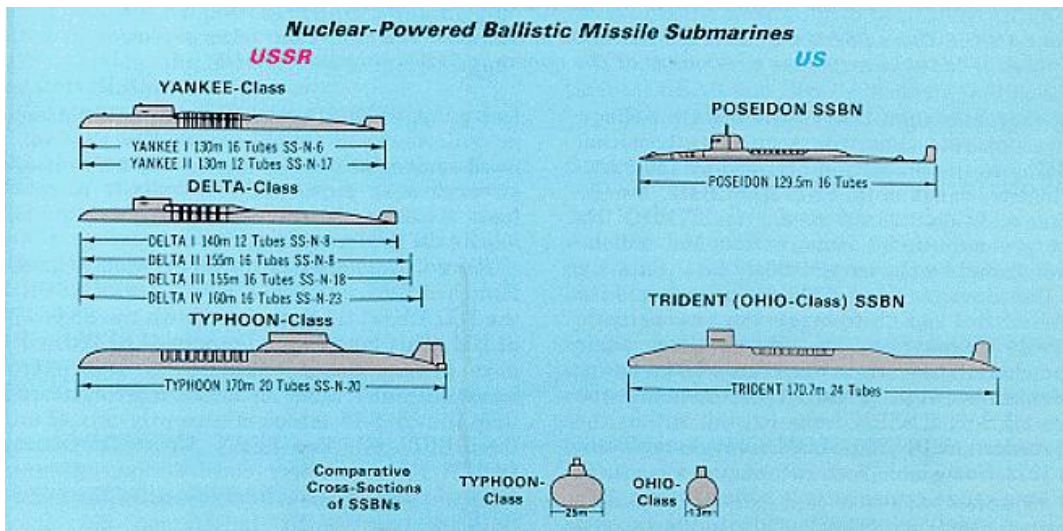 Nuclear-Powered Ballistic Missile Submarines
USSR
US
YANKEE-Class
YANKEE I 130m 16 Tubes SS-N-6
YANKEE II 130m 12 Tubes SS-N-17
DELTA-Class
DELTA I 140m 12 Tubes SS-N-8
DELTA II 155m 16 Tubes SS-N-8
DELTA III 155m 16 Tubes SS-N-18
DELTA IV 160m 16 Tubes SS-N-23
TYPHOON-Class
TYPHOON 170m 20 Tubes SS-N-20
POSEIDON SSBN
POSEIDON 129.5m 16 Tubes
TRIDENT (OHIO-Class) SSBN
TRIDENT 170.7m 24 Tubes
Comparative
Cross-Sections
of SSBNs
TYPHOON-
Class
25m
OHIO-
Class
13m